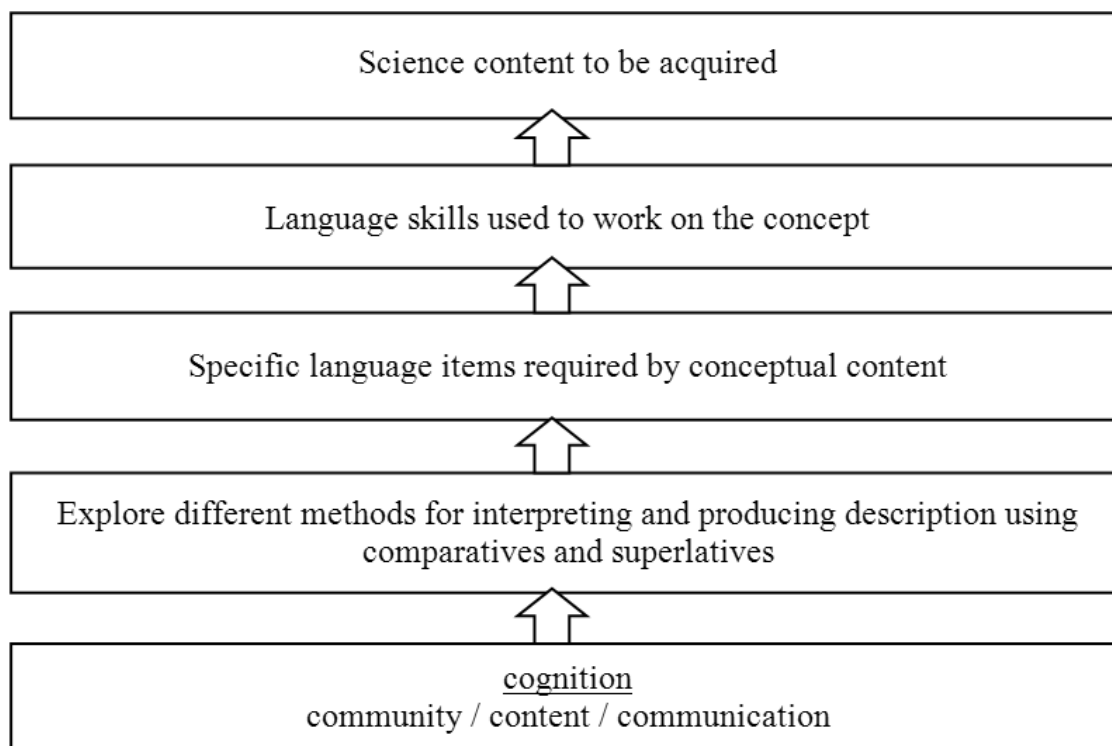 Science content to be acquired
Language skills used to work on the concept
Specific language items required by conceptual content
Explore different methods for interpreting and producing description using
comparatives and superlatives
cognition
community / content / communication